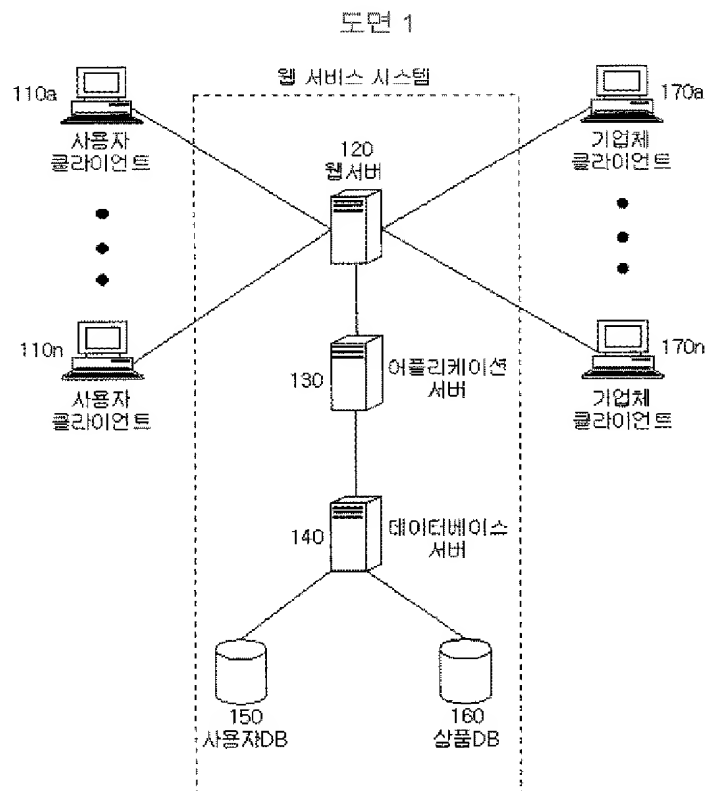 도면 1
웹 서비스 시스템
110a
사용자
클라이언트
170a
기업체
클라이언트
120
웹서버
110n
사용자
클라이언트
130
어플리케이션
서버
170n
기업체
클라이언트
140
데이터베이스
서버
150
사용자DB
160
상품DB